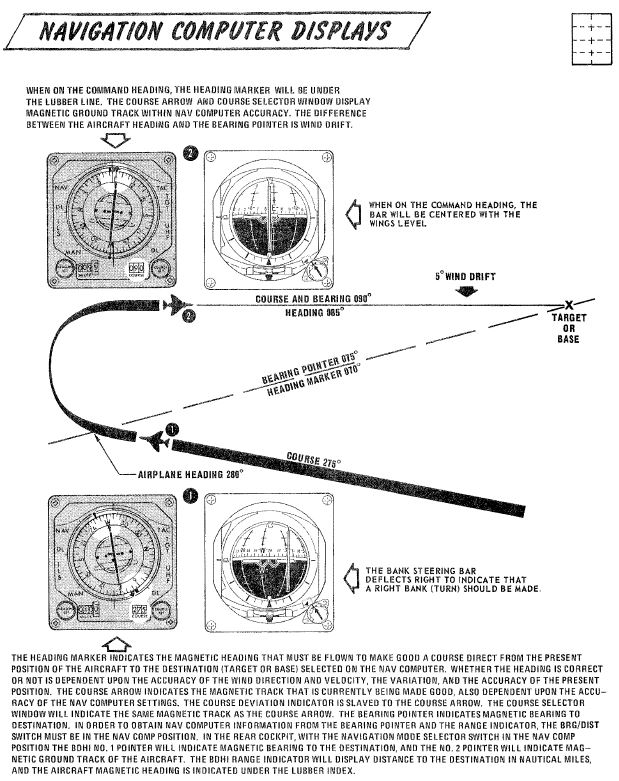 NAVIGATION COMPUTER DISPLAYS
WHEN ON THE COMMAND HEADING, THE HEADING MARKER WILL BE UNDER
THE LUBBER LINE. THE COURSE ARROW AND COURSE SELECTOR WINDOW DISPLAY
MAGNETIC GROUND TRACK WITHIN NAV COMPUTER ACCURACY. THE DIFFERENCE
BETWEEN THE AIRCRAFT HEADING AND THE BEARING POINTER IS WIND DRIFT.
2
NAV
TAC
DL
MAN
DL
COURSE
WHEN ON THE COMMAND HEADING, THE
BAR WILL BE CENTERED WITH THE
WINGS LEVEL
5° WIND DRIFT
COURSE AND BEARING 090°
HEADING 085°
2
X
TARGET
OR
BASE
BEARING POINTER 075°
HEADING MARKER 070°
1
COURSE 275°
AIRPLANE HEADING 280°
1
NAV
TAC
DL
MAN
DL
COURSE
THE BANK STEERING BAR
DEFLECTS RIGHT TO INDICATE THAT
A RIGHT BANK (TURN) SHOULD BE MADE.
THE HEADING MARKER INDICATES THE MAGNETIC HEADING THAT MUST BE FLOWN TO MAKE GOOD A COURSE DIRECT FROM THE PRESENT
POSITION OF THE AIRCRAFT TO THE DESTINATION (TARGET OR BASE) SELECTED ON THE NAV COMPUTER. WHETHER THE HEADING IS CORRECT
OR NOT IS DEPENDENT UPON THE ACCURACY OF THE WIND DIRECTION AND VELOCITY, THE VARIATION, AND THE ACCURACY OF THE PRESENT
POSITION. THE COURSE ARROW INDICATES THE MAGNETIC TRACK THAT IS CURRENTLY BEING MADE GOOD, ALSO DEPENDENT UPON THE ACCU-
RACY OF THE NAV COMPUTER SETTINGS. THE COURSE DEVIATION INDICATOR IS SLAVED TO THE COURSE ARROW. THE COURSE SELECTOR
WINDOW WILL INDICATE THE SAME MAGNETIC TRACK AS THE COURSE ARROW. THE BEARING POINTER INDICATES MAGNETIC BEARING TO
DESTINATION. IN ORDER TO OBTAIN NAV COMPUTER INFORMATION FROM THE BEARING POINTER AND THE RANGE INDICATOR, THE BRG/DIST
SWITCH MUST BE IN THE NAV COMP POSITION. IN THE REAR COCKPIT, WITH THE NAVIGATION MODE SELECTOR SWITCH IN THE NAV COMP
POSITION THE BDHI NO. 1 POINTER WILL INDICATE MAGNETIC BEARING TO THE DESTINATION, AND THE NO. 2 POINTER WILL INDICATE MAG-
NETIC GROUND TRACK OF THE AIRCRAFT. THE BDHI RANGE INDICATOR WILL DISPLAY DISTANCE TO THE DESTINATION IN NAUTICAL MILES,
AND THE AIRCRAFT MAGNETIC HEADING IS INDICATED UNDER THE LUBBER INDEX.